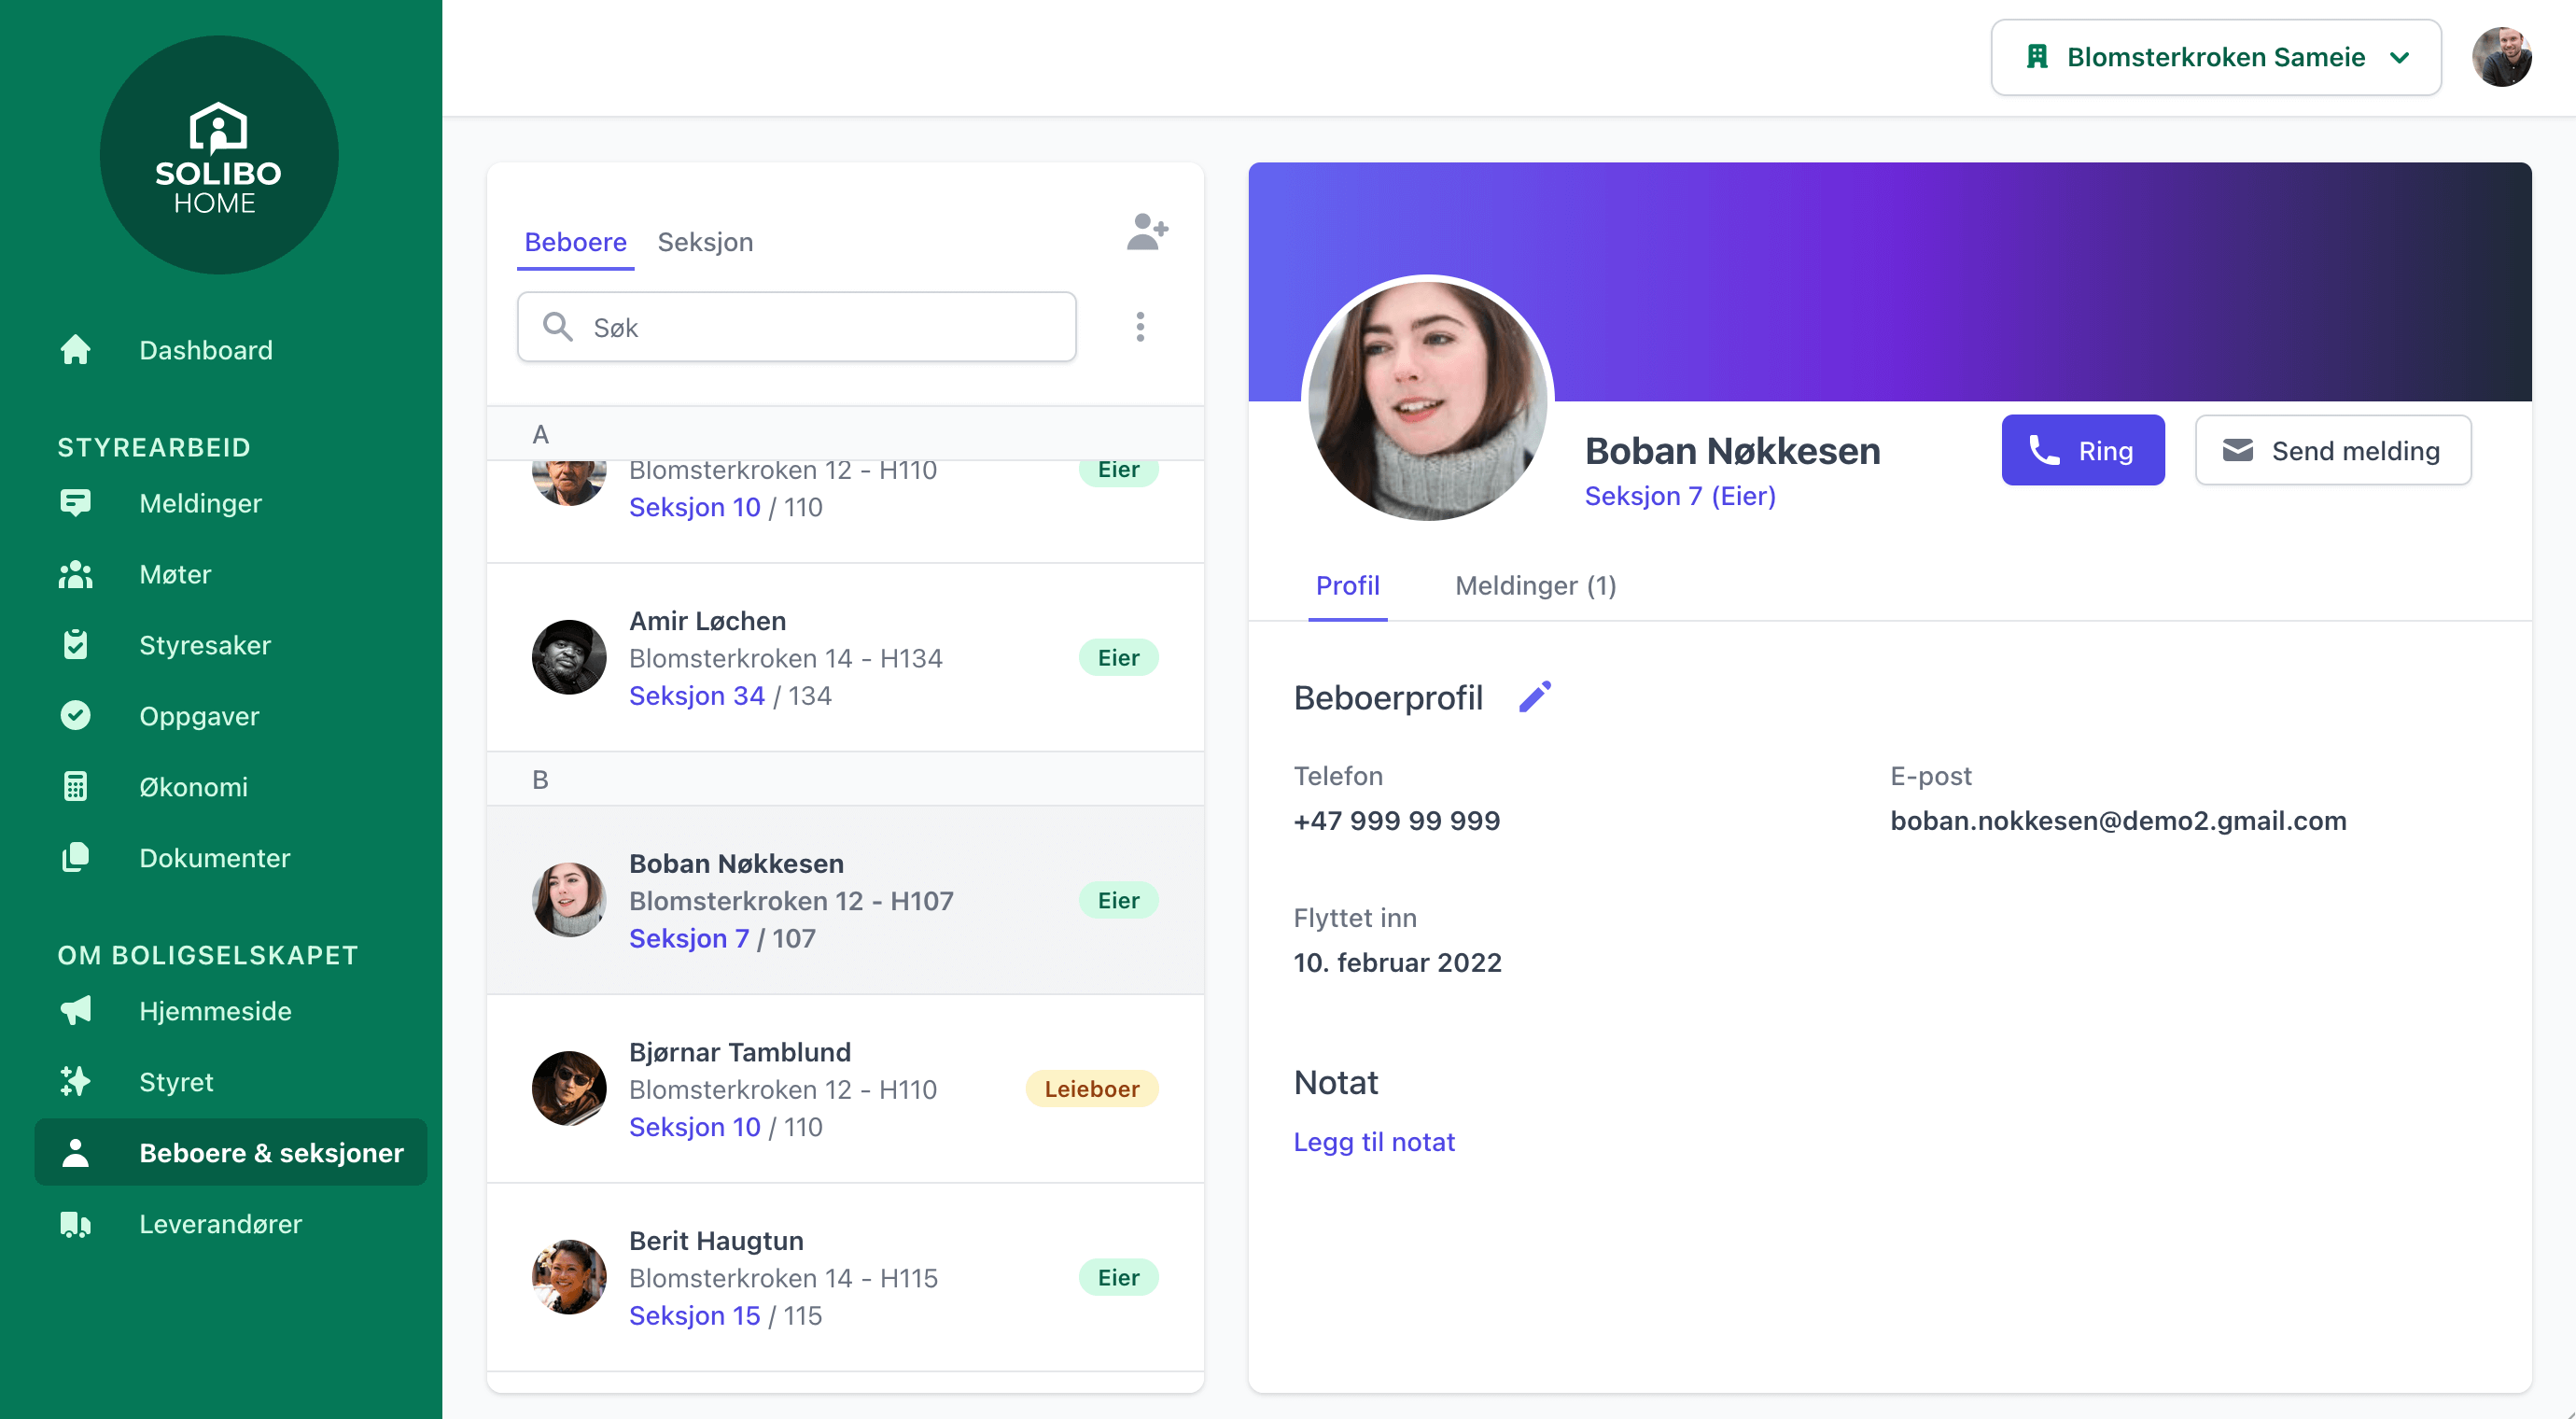 SOLIBO
HOME
Dashboard
STYREARBEID
Meldinger
Møter
Styresaker
Oppgaver
Økonomi
Dokumenter
OM BOLIGSELSKAPET
Hjemmeside
Styret
Beboere & seksjoner
Leverandører
Blomsterkroken Sameie
Beboere Seksjon
Søk
A
Blomsterkroken 12 - H110
Eier
Seksjon 10 / 110
Amir Løchen
Blomsterkroken 14 - H134
Eier
Seksjon 34 / 134
B
Boban Nøkkesen
Blomsterkroken 12 - H107
Eier
Seksjon 7 / 107
Bjørnar Tamblund
Blomsterkroken 12 - H110
Leieboer
Seksjon 10 / 110
Berit Haugtun
Blomsterkroken 14 - H115
Eier
Seksjon 15 / 115
Boban Nøkkesen
Seksjon 7 (Eier)
Ring
Send melding
Profil
Meldinger (1)
Beboerprofil
Telefon
+47 999 99 999
E-post
boban.nokkesen@demo2.gmail.com
Flyttet inn
10. februar 2022
Notat
Legg til notat